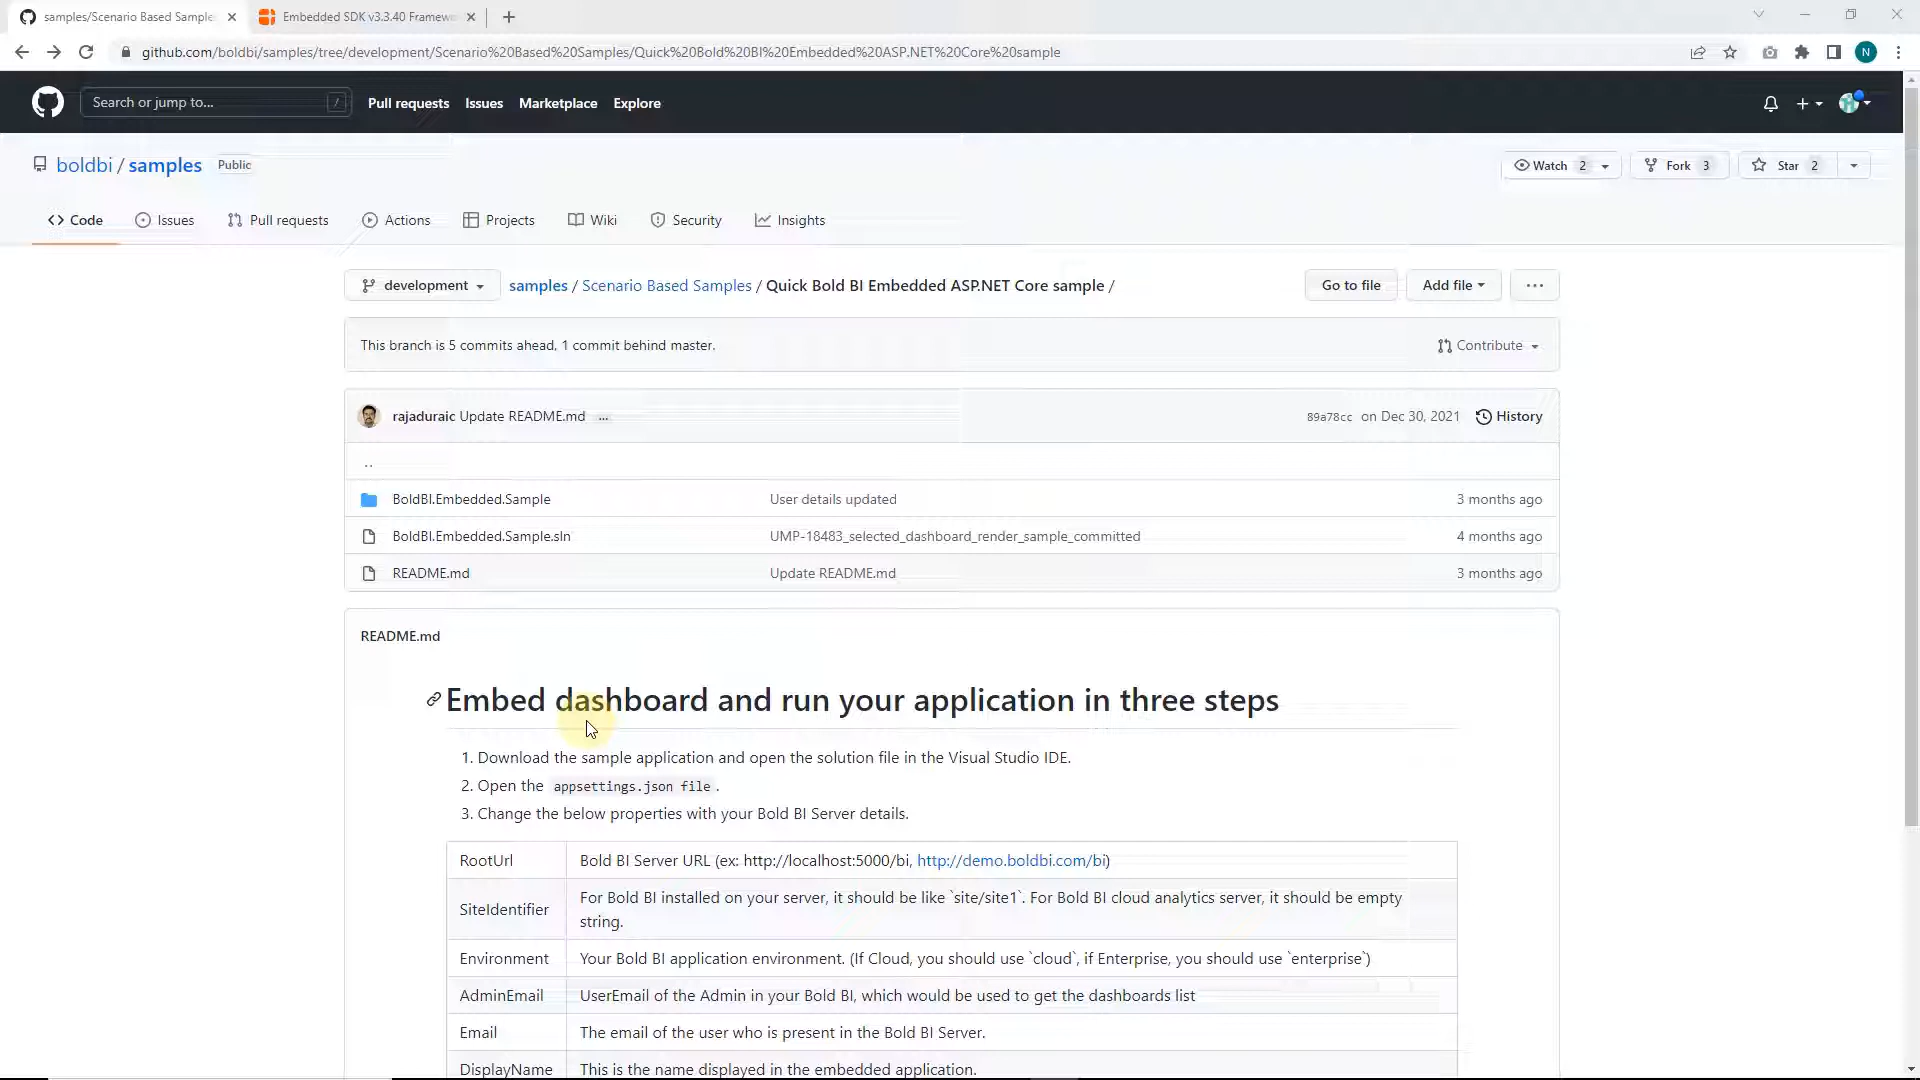 samples/Scenario Based Sample
Embedded SDK v3.3.40 Framew
github.com/boldbi/samples/tree/development/Scenario%20Based%20Samples/Quick%20Bold%20BI%20Embedded%20ASP.NET%20Core%20sample
N
Search or jump to...
/
Pull requests
Issues
Marketplace
Explore
boldbi / samples
Public
Watch 2
Fork 3
Star 2
Code
Issues
Pull requests
Actions
Projects
Wiki
Security
Insights
development
samples / Scenario Based Samples / Quick Bold BI Embedded ASP.NET Core sample /
Go to file
Add file
...
This branch is 5 commits ahead, 1 commit behind master.
Contribute
rajaduraic Update README.md ...
89a78cc on Dec 30, 2021
History
..
BoldBI.Embedded.Sample
User details updated
3 months ago
BoldBI.Embedded.Sample.sln
UMP-18483_selected_dashboard_render_sample_committed
4 months ago
README.md
Update README.md
3 months ago
README.md
Embed dashboard and run your application in three steps
1. Download the sample application and open the solution file in the Visual Studio IDE.
2. Open the appsettings.json file .
3. Change the below properties with your Bold BI Server details.
RootUrl
Bold BI Server URL (ex: http://localhost:5000/bi, http://demo.boldbi.com/bi)
SiteIdentifier
For Bold BI installed on your server, it should be like `site/site1`. For Bold BI cloud analytics server, it should be empty
string.
Environment
Your Bold BI application environment. (If Cloud, you should use `cloud`, if Enterprise, you should use `enterprise`)
AdminEmail
UserEmail of the Admin in your Bold BI, which would be used to get the dashboards list
Email
The email of the user who is present in the Bold BI Server.
DisplayName
This is the name displayed in the embedded application.